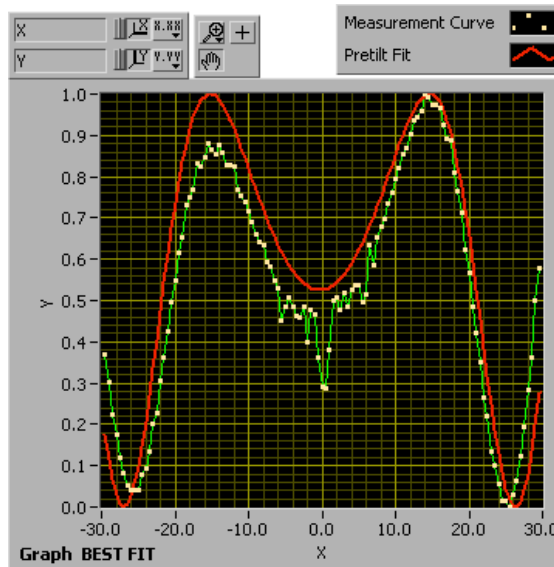 X
X X.XX
Y
Y Y.YY
Measurement Curve
Pretilt Fit
1.0
0.9
0.8
0.7
0.6
0.5
0.4
0.3
0.2
0.1
0.0
Y
-30.0 -20.0 -10.0 0.0 10.0 20.0 30.0
X
Graph BEST FIT